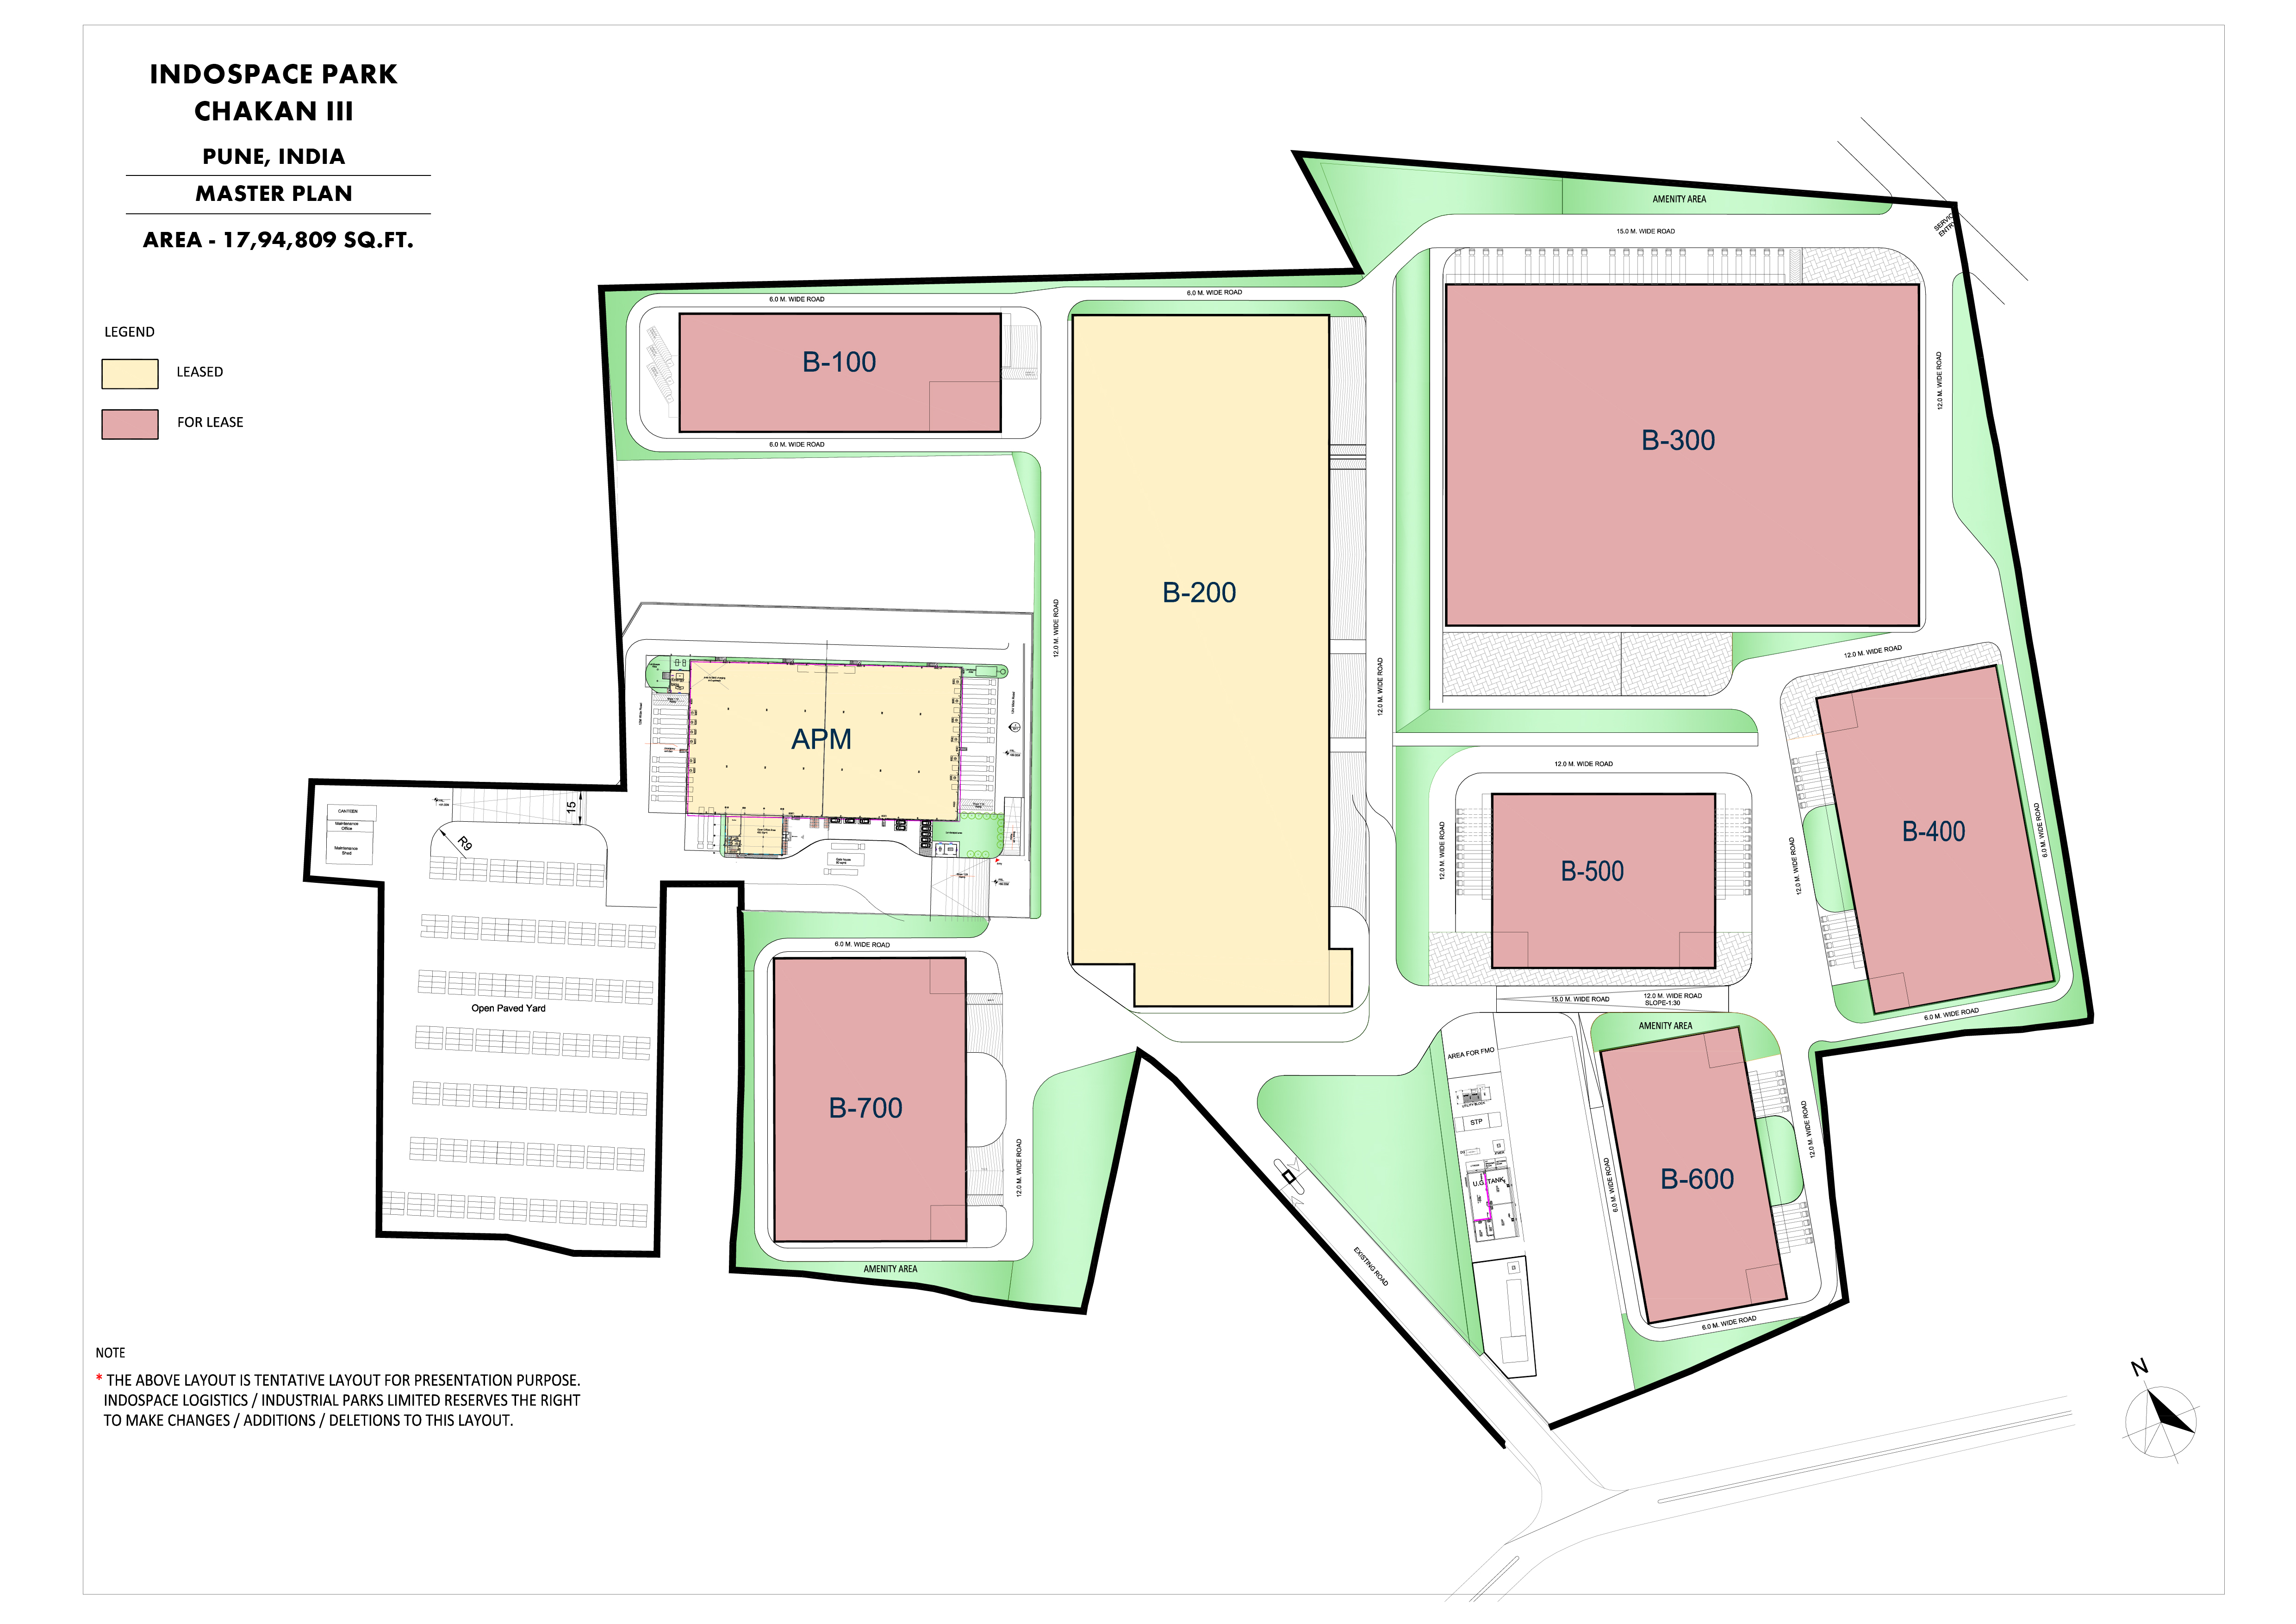 INDOSPACE PARK
CHAKAN III
PUNE, INDIA
MASTER PLAN
AREA - 17,94,809 SQ.FT.
LEGEND
LEASED
FOR LEASE
AMENITY AREA
15.0 M. WIDE ROAD
6.0 M. WIDE ROAD
6.0 M. WIDE ROAD
B-100
6.0 M. WIDE ROAD
12.0 M. WIDE ROAD
B-300
B-200
12.0 M. WIDE ROAD
12.0 M. WIDE ROAD
12.0 M. WIDE ROAD
APM
12.0 M. WIDE ROAD
B-400
12.0 M. WIDE ROAD
6.0 M. WIDE ROAD
12.0 M. WIDE ROAD
B-500
CANTEEN
Maintenance
Office
Maintenance
Shed
15
R9
Open Paved Yard
6.0 M. WIDE ROAD
B-700
12.0 M. WIDE ROAD
AMENITY AREA
15.0 M. WIDE ROAD
12.0 M. WIDE ROAD
SLOPE-1:30
6.0 M. WIDE ROAD
AMENITY AREA
AREA FOR FMO
UTILITY BLOCK
STP
U.G. TANK
B-600
12.0 M. WIDE ROAD
6.0 M. WIDE ROAD
6.0 M. WIDE ROAD
EXISTING ROAD
NOTE
* THE ABOVE LAYOUT IS TENTATIVE LAYOUT FOR PRESENTATION PURPOSE.
INDOSPACE LOGISTICS / INDUSTRIAL PARKS LIMITED RESERVES THE RIGHT
TO MAKE CHANGES / ADDITIONS / DELETIONS TO THIS LAYOUT.
N